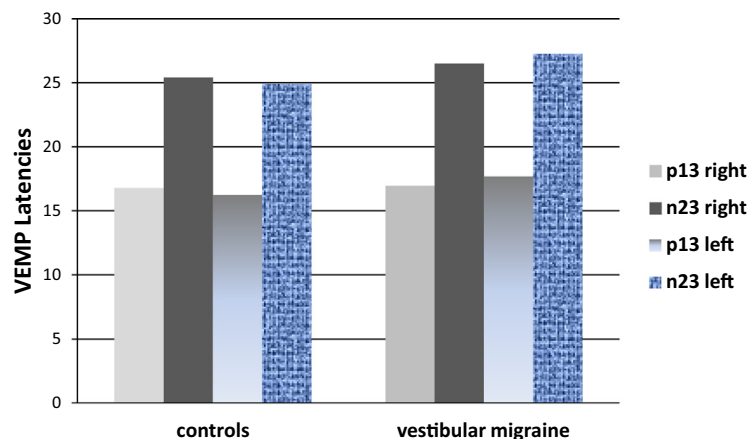 30
25
20
15
10
5
0
VEMP Latencies
controls
vestibular migraine
p13 right
n23 right
p13 left
n23 left